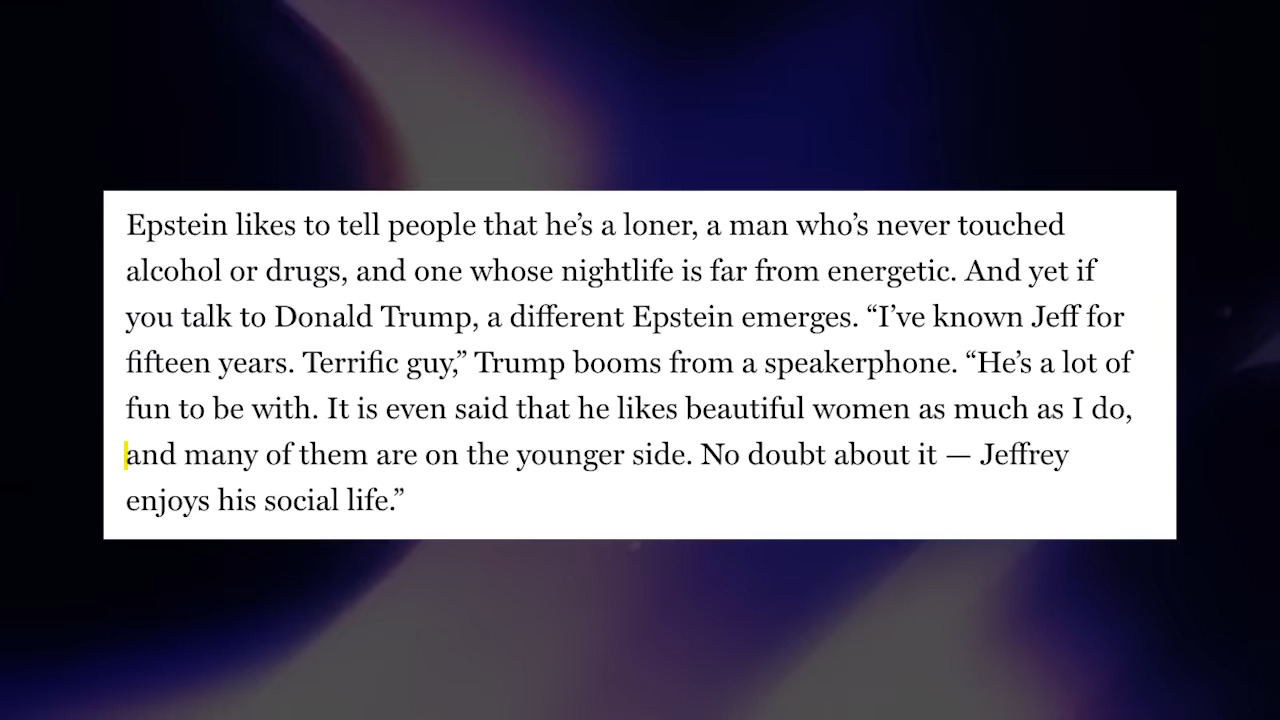 Epstein likes to tell people that he’s a loner, a man who’s never touched
alcohol or drugs, and one whose nightlife is far from energetic. And yet if
you talk to Donald Trump, a different Epstein emerges. “I’ve known Jeff for
fifteen years. Terrific guy,” Trump booms from a speakerphone. “He’s a lot of
fun to be with. It is even said that he likes beautiful women as much as I do,
and many of them are on the younger side. No doubt about it — Jeffrey
enjoys his social life.”